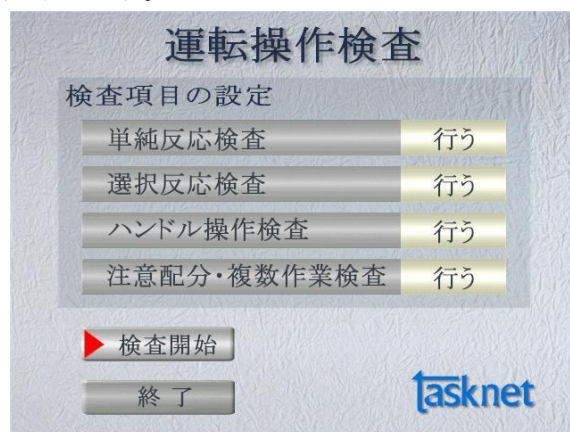 運転操作検査
検査項目の設定
単純反応検査 行う
選択反応検査 行う
ハンドル操作検査 行う
注意配分・複数作業検査 行う
検査開始
終了
tasknet